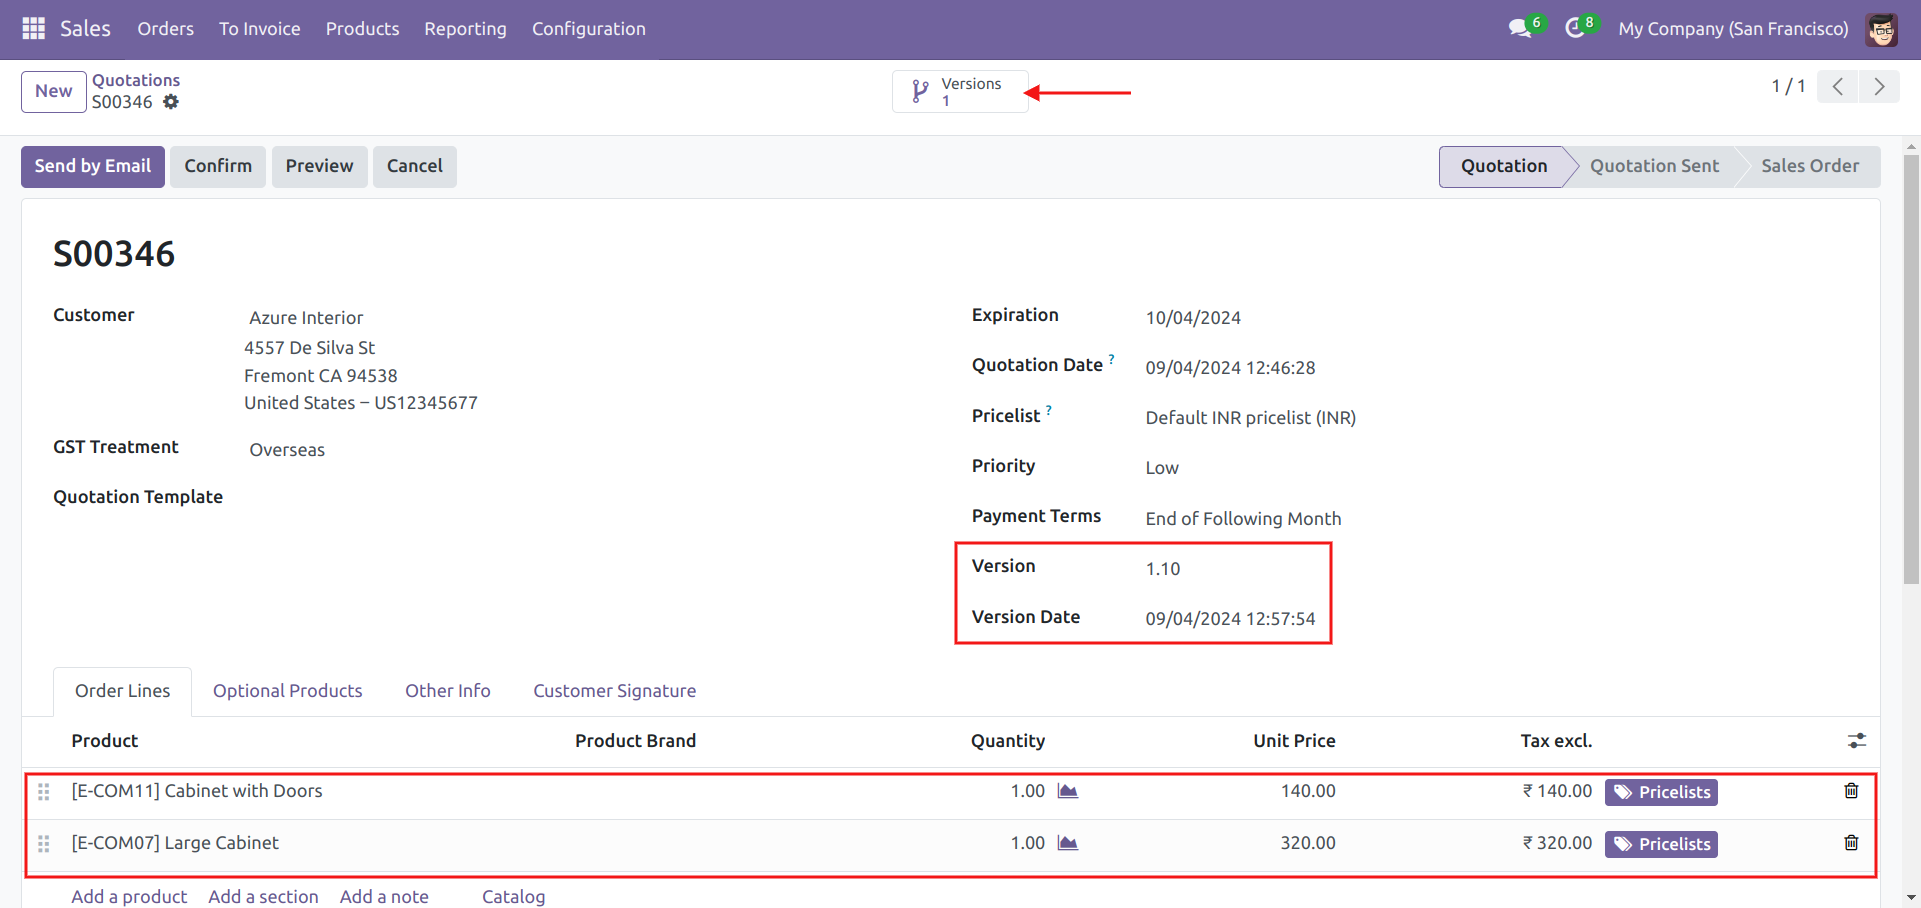 Sales Orders To Invoice Products Reporting Configuration 6 8 My Company (San Francisco)
New Quotations Versions 1 / 1
S00346 1
Send by Email Confirm Preview Cancel Quotation Quotation Sent Sales Order
S00346
Customer Azure Interior Expiration 10/04/2024
4557 De Silva St
Fremont CA 94538 Quotation Date ? 09/04/2024 12:46:28
United States – US12345677 Pricelist ? Default INR pricelist (INR)
GST Treatment Overseas Priority Low
Quotation Template Payment Terms End of Following Month
Version 1.10
Version Date 09/04/2024 12:57:54
Order Lines Optional Products Other Info Customer Signature
Product Product Brand Quantity Unit Price Tax excl.
[E-COM11] Cabinet with Doors 1.00 140.00 ₹ 140.00 Pricelists
[E-COM07] Large Cabinet 1.00 320.00 ₹ 320.00 Pricelists
Add a product Add a section Add a note Catalog